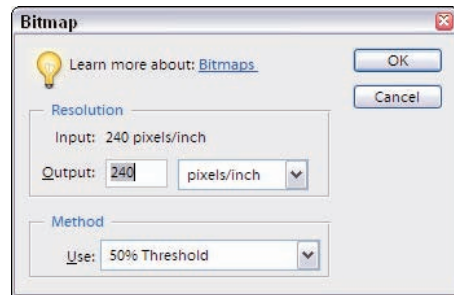 Bitmap
Learn more about: Bitmaps
OK
Cancel
Resolution
Input: 240 pixels/inch
Output: 240 pixels/inch
Method
Use: 50% Threshold